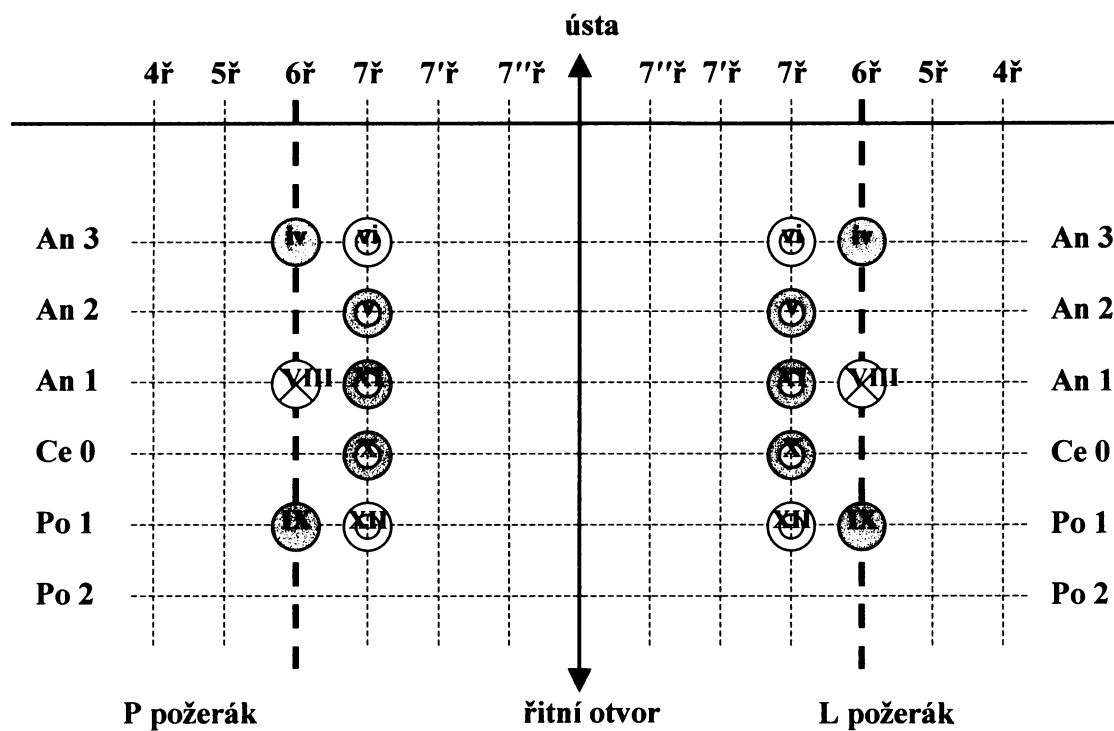 ústa
4ř 5ř 6ř 7ř 7'ř 7''ř 7''ř 7'ř 7ř 6ř 5ř 4ř
An 3 iv vi vi iv An 3
An 2 v v An 2
An 1 VIII XI XI VIII An 1
Ce 0 X X Ce 0
Po 1 IX XII XII IX Po 1
Po 2 Po 2
P požerák řitní otvor L požerák